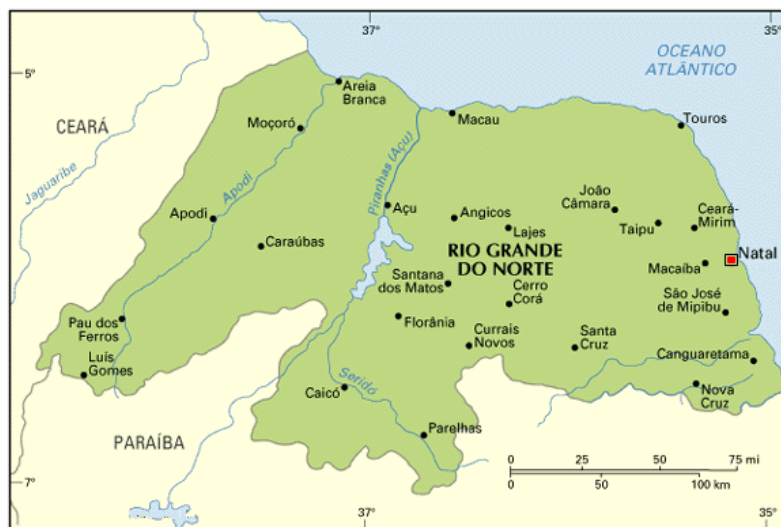 37°
35°
5°
OCEANO
ATLÂNTICO
Areia
Branca
CEARÁ
Moçoró
Macau
Touros
Jaguaribe
Apodi
Piranhas (Açu)
Apodi
Açu
Angicos
João
Câmara
Ceará-
Mirim
Lajes
Taipu
Caraúbas
RIO GRANDE
DO NORTE
Natal
Macaíba
Santana
dos Matos
Cerro
Corá
São José
de Mipibu
Pau dos
Ferros
Florânia
Currais
Novos
Santa
Cruz
Luís
Gomes
Canguaretama
Seridó
Caicó
Nova
Cruz
PARAÍBA
Parelhas
0 25 50 75 mi
0 50 100 km
7°
37°
35°